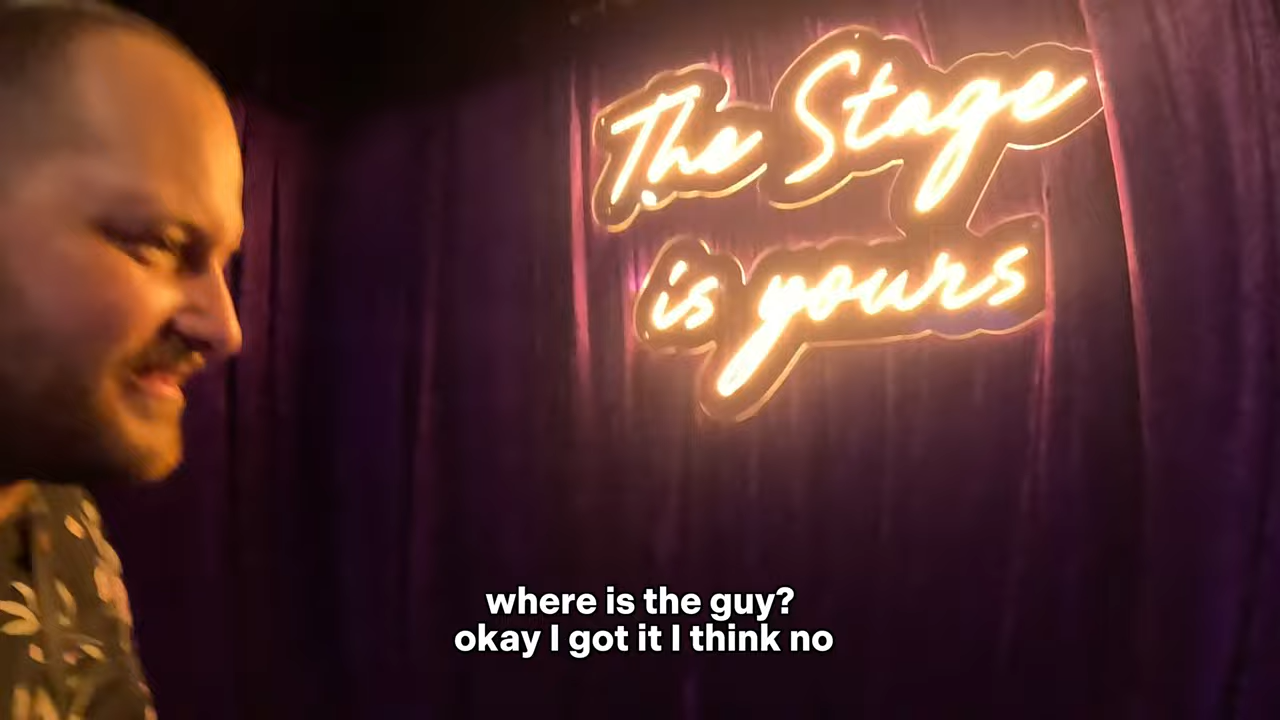 The Stage
is yours
where is the guy?
okay I got it I think no